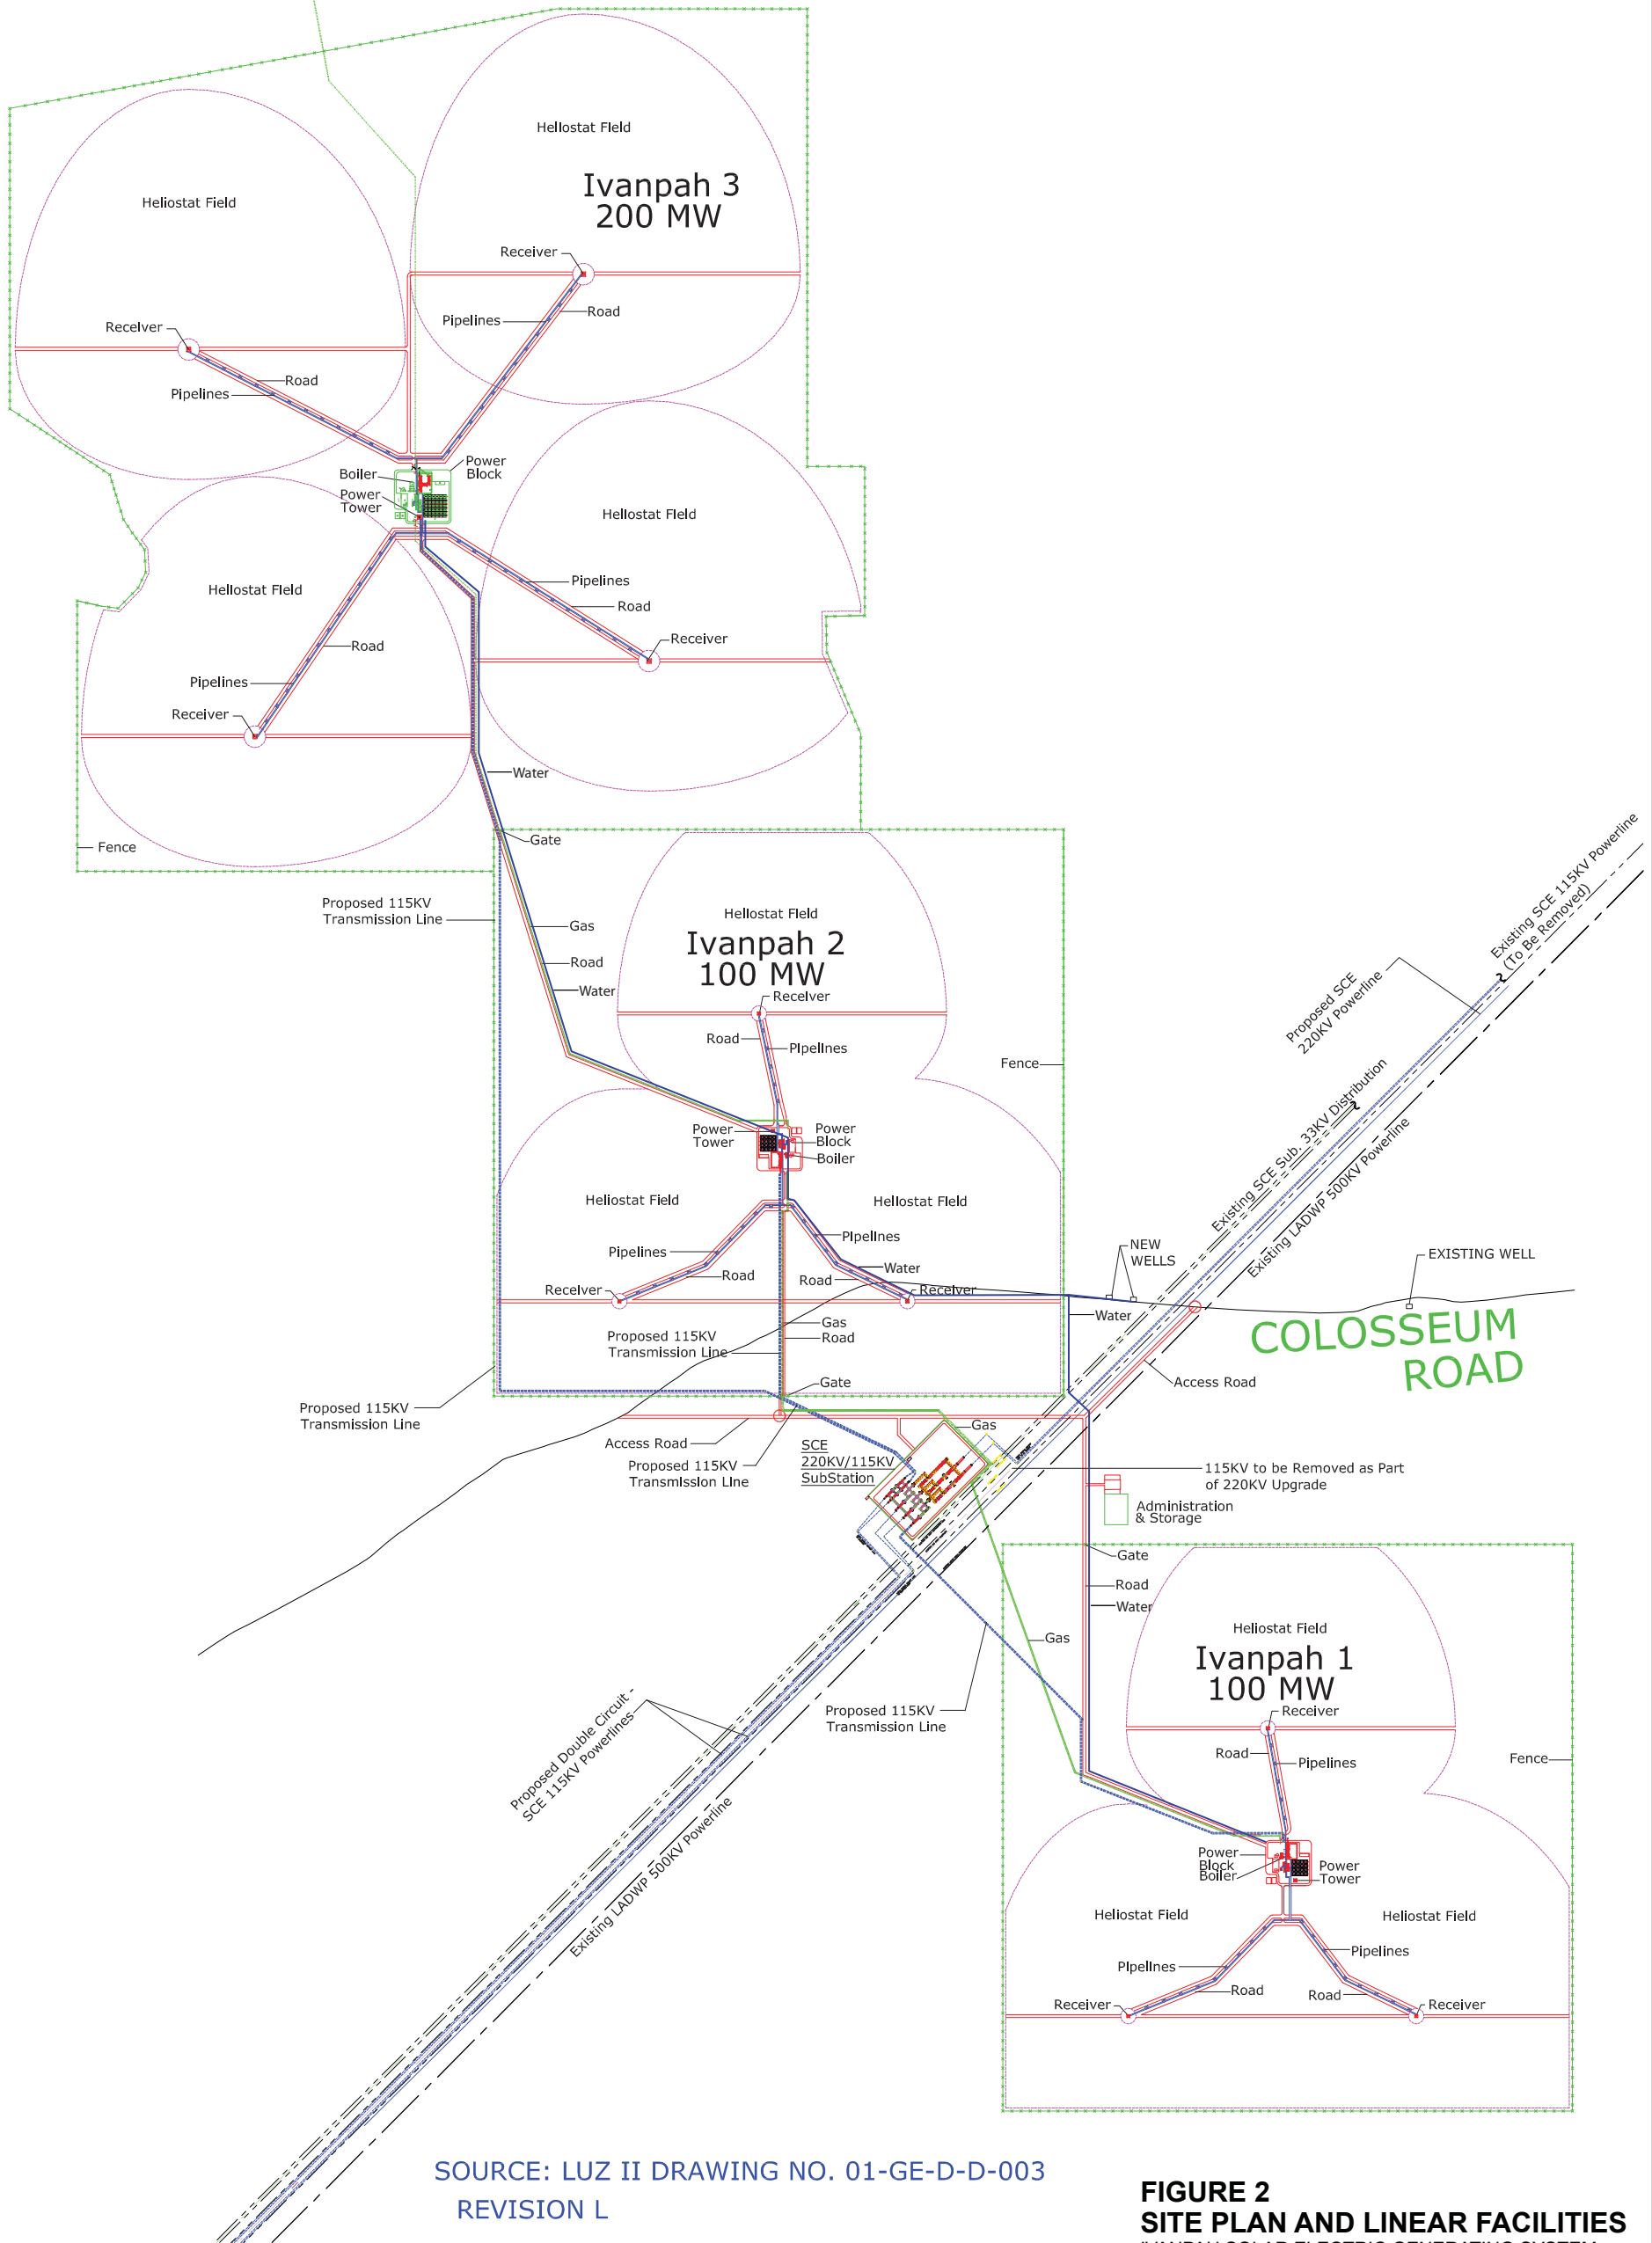 Heliostat Field
Ivanpah 3
200 MW
Heliostat Field
Receiver
Road
Pipelines
Receiver
Road
Pipelines
Boiler
Power
Block
Power
Tower
Heliostat Field
Heliostat Field
Pipelines
Road
Receiver
Road
Pipelines
Receiver
Water
Gate
Fence
Proposed 115KV
Transmission Line
Heliostat Field
Gas
Ivanpah 2
100 MW
Road
Water
Receiver
Road
Pipelines
Fence
Existing SCE 115KV Powerline
(To Be Removed)
Proposed SCE
220KV Powerline
Existing SCE Sub. 33KV Distribution
Existing LADWP 500KV Powerline
Power
Tower
Power
Block
Boiler
Heliostat Field
Heliostat Field
Pipelines
Pipelines
Water
Road
Road
Receiver
Receiver
NEW
WELLS
EXISTING WELL
Water
COLOSSEUM
ROAD
Gas
Road
Proposed 115KV
Transmission Line
Access Road
Gate
Proposed 115KV
Transmission Line
Access Road
Proposed 115KV
Transmission Line
SCE
220KV/115KV
SubStation
Gas
115KV to be Removed as Part
of 220KV Upgrade
Administration
& Storage
Gate
Road
Water
Gas
Heliostat Field
Ivanpah 1
100 MW
Receiver
Road
Pipelines
Fence
Proposed 115KV
Transmission Line
Proposed Double Circuit -
SCE 115KV Powerlines
Existing LADWP 500KV Powerline
Power
Block
Boiler
Power
Tower
Heliostat Field
Heliostat Field
Pipelines
Pipelines
Road
Road
Receiver
Receiver
SOURCE: LUZ II DRAWING NO. 01-GE-D-D-003
REVISION L
FIGURE 2
SITE PLAN AND LINEAR FACILITIES
IVANPAH SOLAR ELECTRIC GENERATING SYSTEM